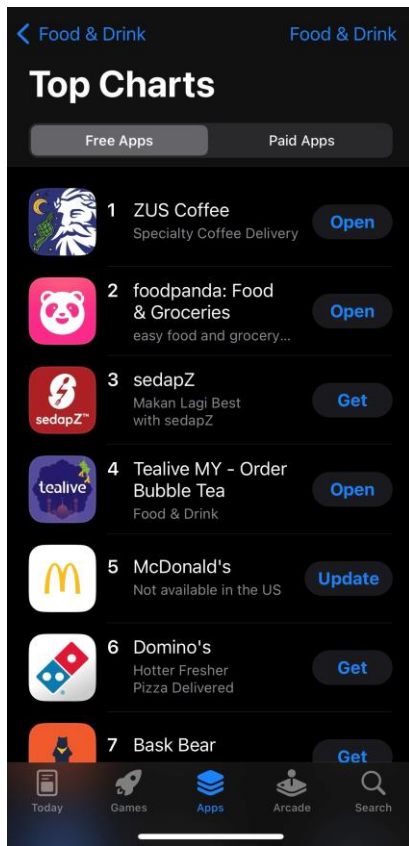 Food & Drink
Food & Drink
Top Charts
Free Apps
Paid Apps
1 ZUS Coffee
Specialty Coffee Delivery
Open
2 foodpanda: Food
& Groceries
easy food and grocery...
Open
sedapZ™
3 sedapZ
Makan Lagi Best
with sedapZ
Get
tealive
4 Tealive MY - Order
Bubble Tea
Food & Drink
Open
5 McDonald's
Not available in the US
Update
6 Domino's
Hotter Fresher
Pizza Delivered
Get
7 Bask Bear
Get
Today
Games
Apps
Arcade
Search